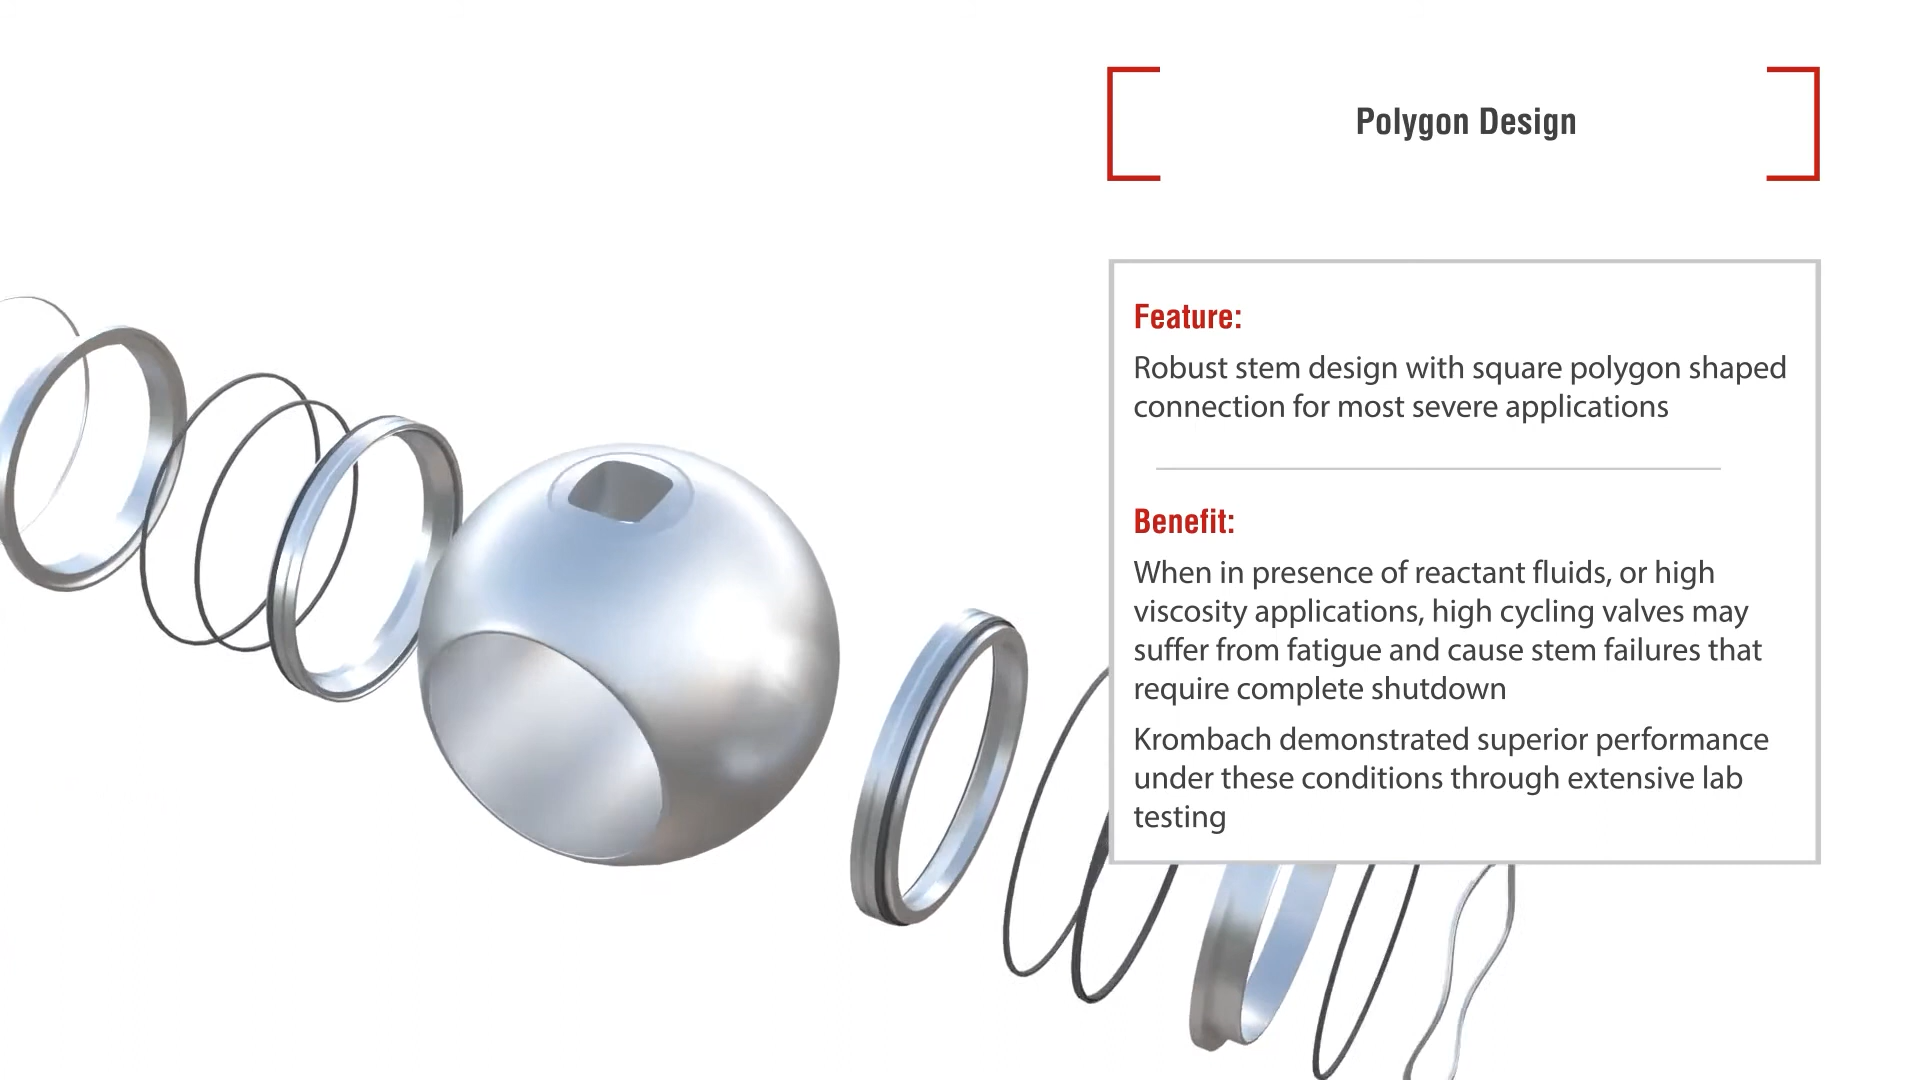 Polygon Design
Feature:
Robust stem design with square polygon shaped
connection for most severe applications
Benefit:
When in presence of reactant fluids, or high
viscosity applications, high cycling valves may
suffer from fatigue and cause stem failures that
require complete shutdown
Krombach demonstrated superior performance
under these conditions through extensive lab
testing